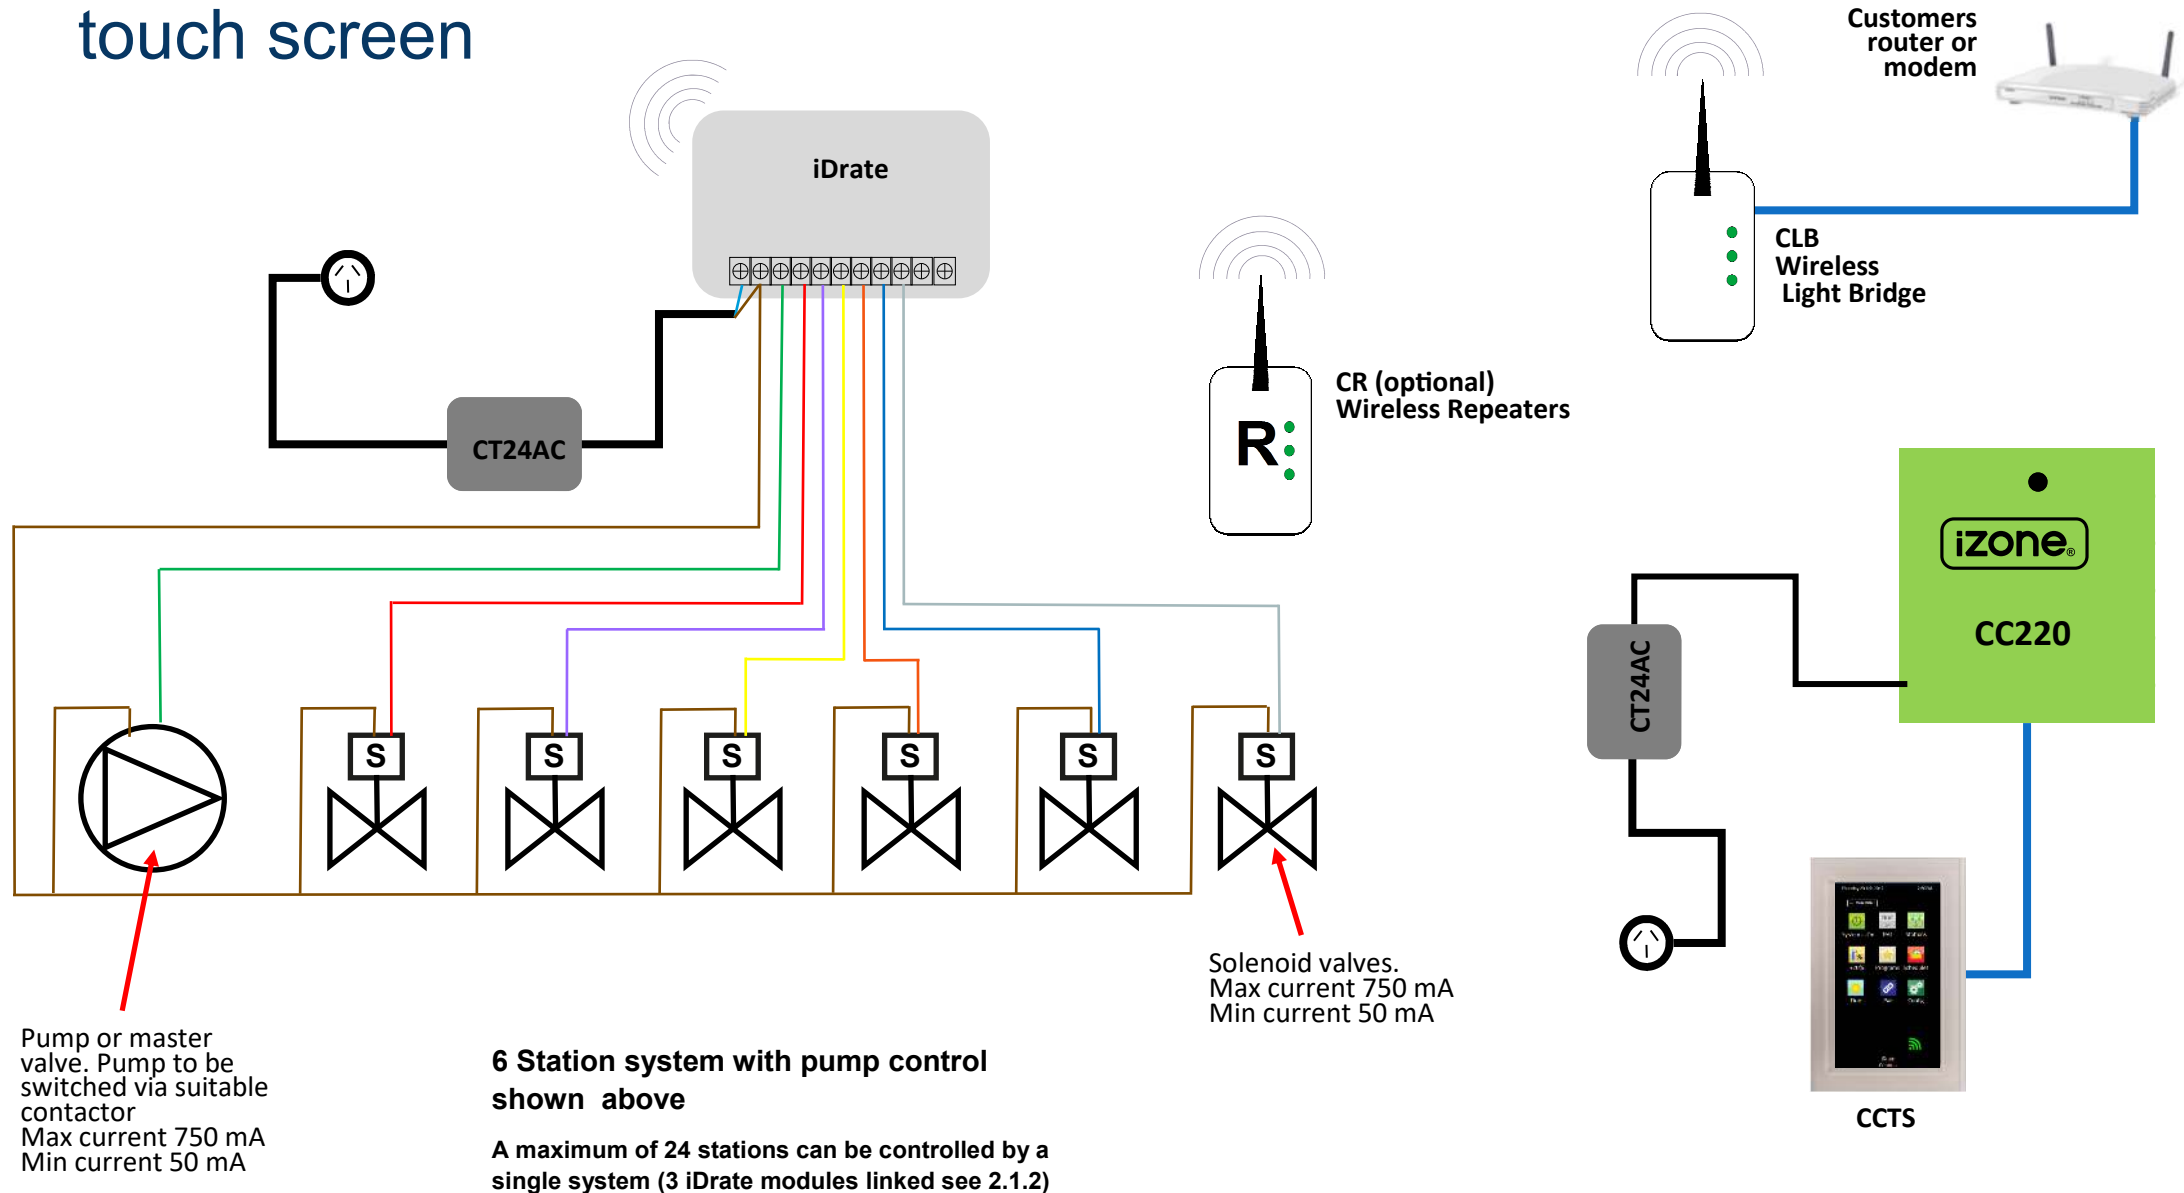 touch screen
Customers
router or
modem
iDrate
CLB
Wireless
Light Bridge
CR (optional)
Wireless Repeaters
R
CT24AC
izone®
CC220
CT24AC
S S S S S S
Solenoid valves.
Max current 750 mA
Min current 50 mA
Pump or master
valve. Pump to be
switched via suitable
contactor
Max current 750 mA
Min current 50 mA
6 Station system with pump control
shown above
A maximum of 24 stations can be controlled by a
single system (3 iDrate modules linked see 2.1.2)
Programs
Config
CCTS